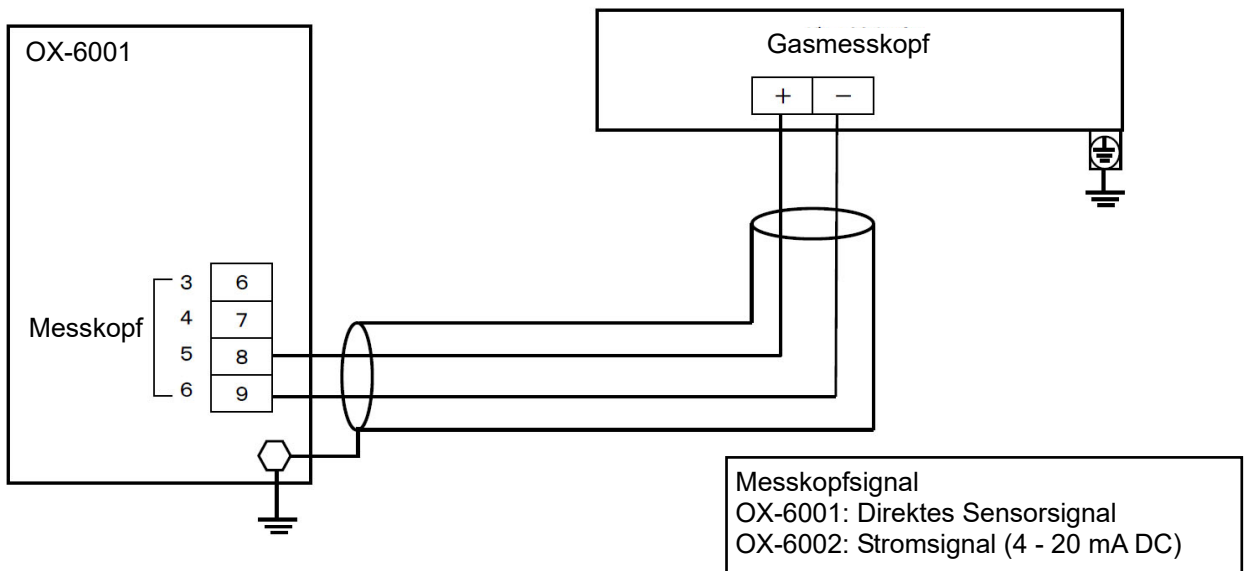 OX-6001
Gasmesskopf
+ −
Messkopf
3 6
4 7
5 8
6 9
Messkopfsignal
OX-6001: Direktes Sensorsignal
OX-6002: Stromsignal (4 - 20 mA DC)